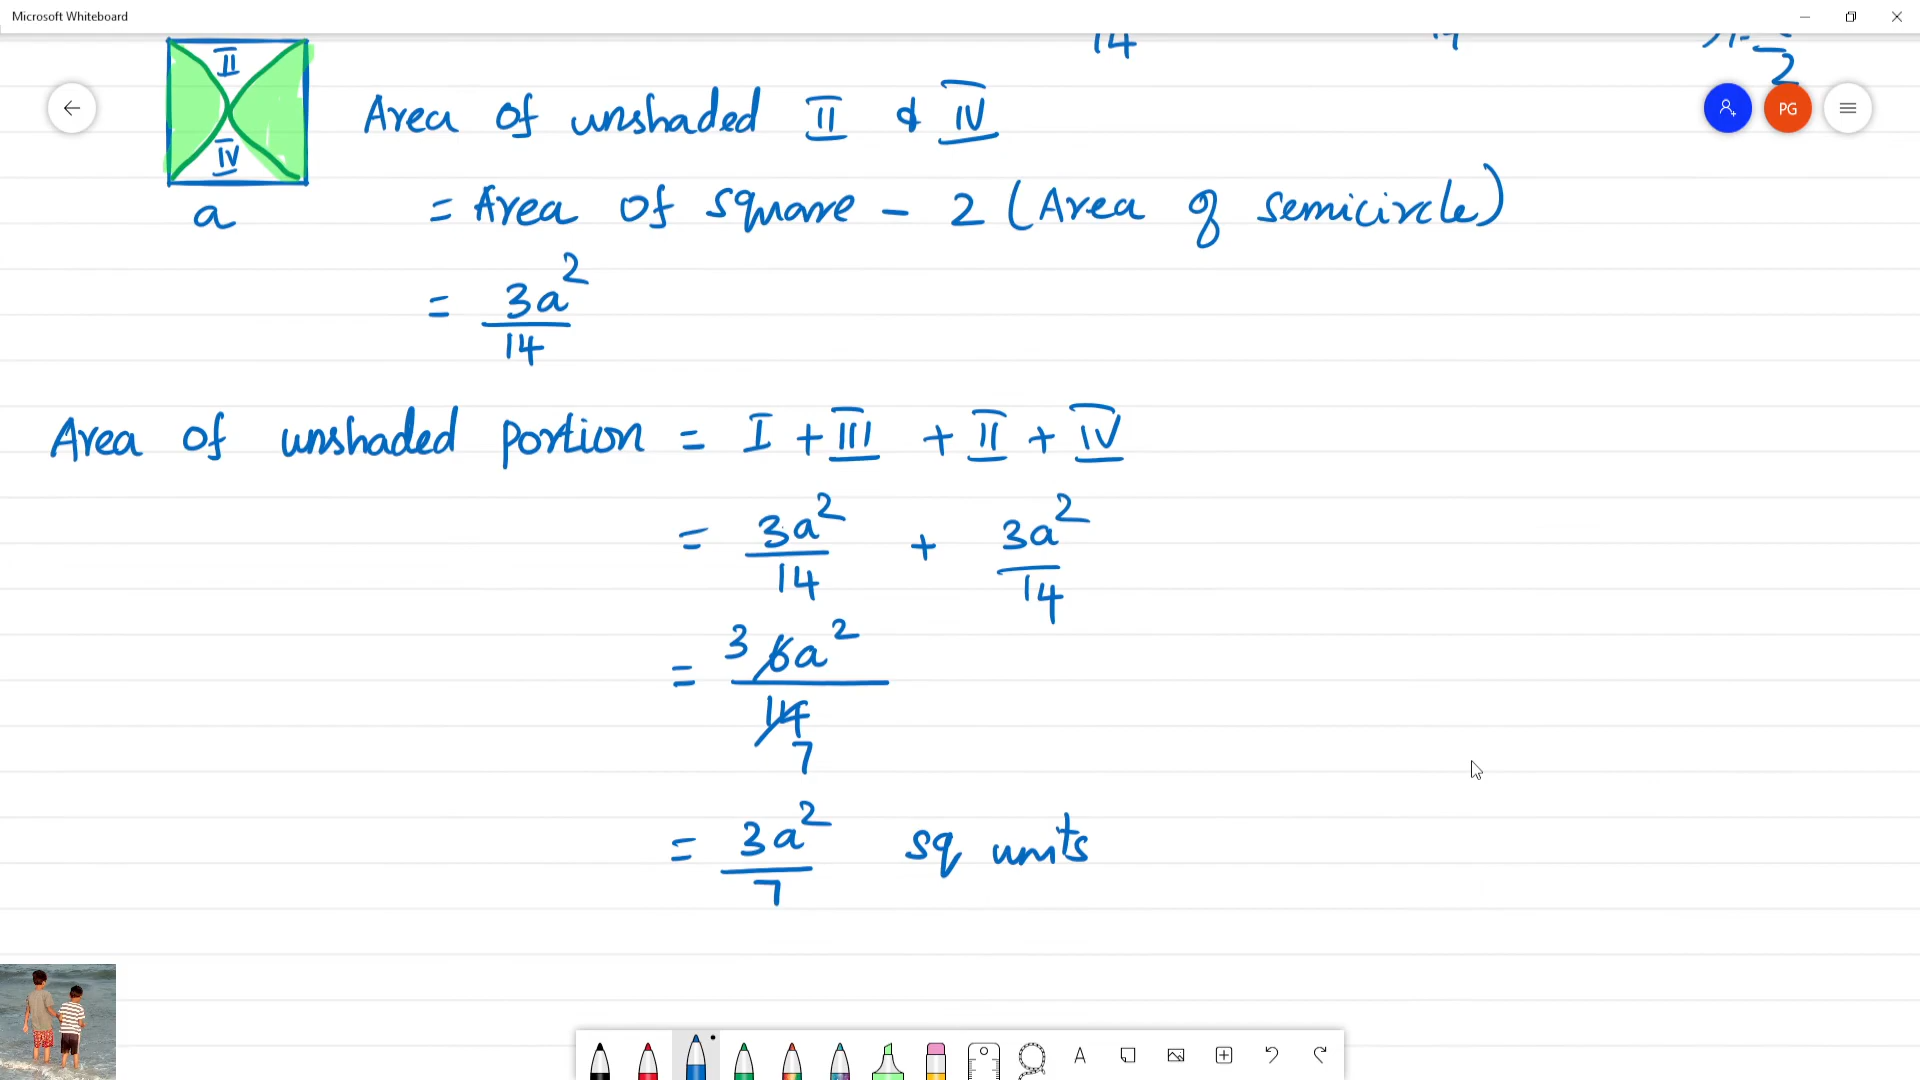 Microsoft Whiteboard
14
II
Area of unshaded II & IV
PG
IV
a
= Area of square - 2 (Area of semicircle)
= 3a²/14
Area of unshaded portion = I + III + II + IV
= 3a²/14 + 3a²/14
= 3 6a²/14 7
= 3a²/7 sq units
A